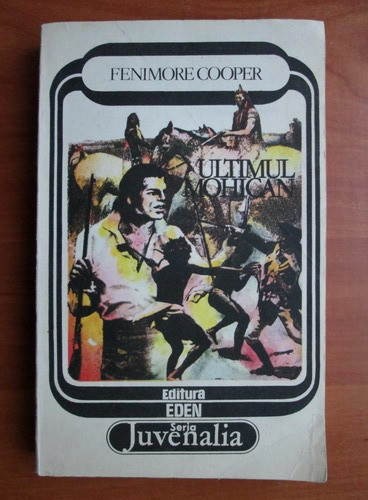 FENIMORE COOPER
ULTIMUL
MOHICAN
Editura
EDEN
Seria
Juvenalia